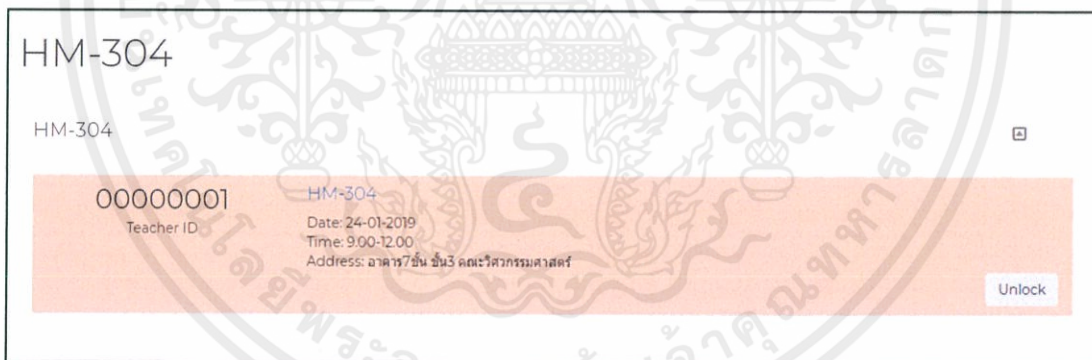 HM-304
HM-304
00000001
Teacher ID
HM-304
Date: 24-01-2019
Time: 9.00-12.00
Address: อาคาร7ชั้น ชั้น3 คณะวิศวกรรมศาสตร์
Unlock